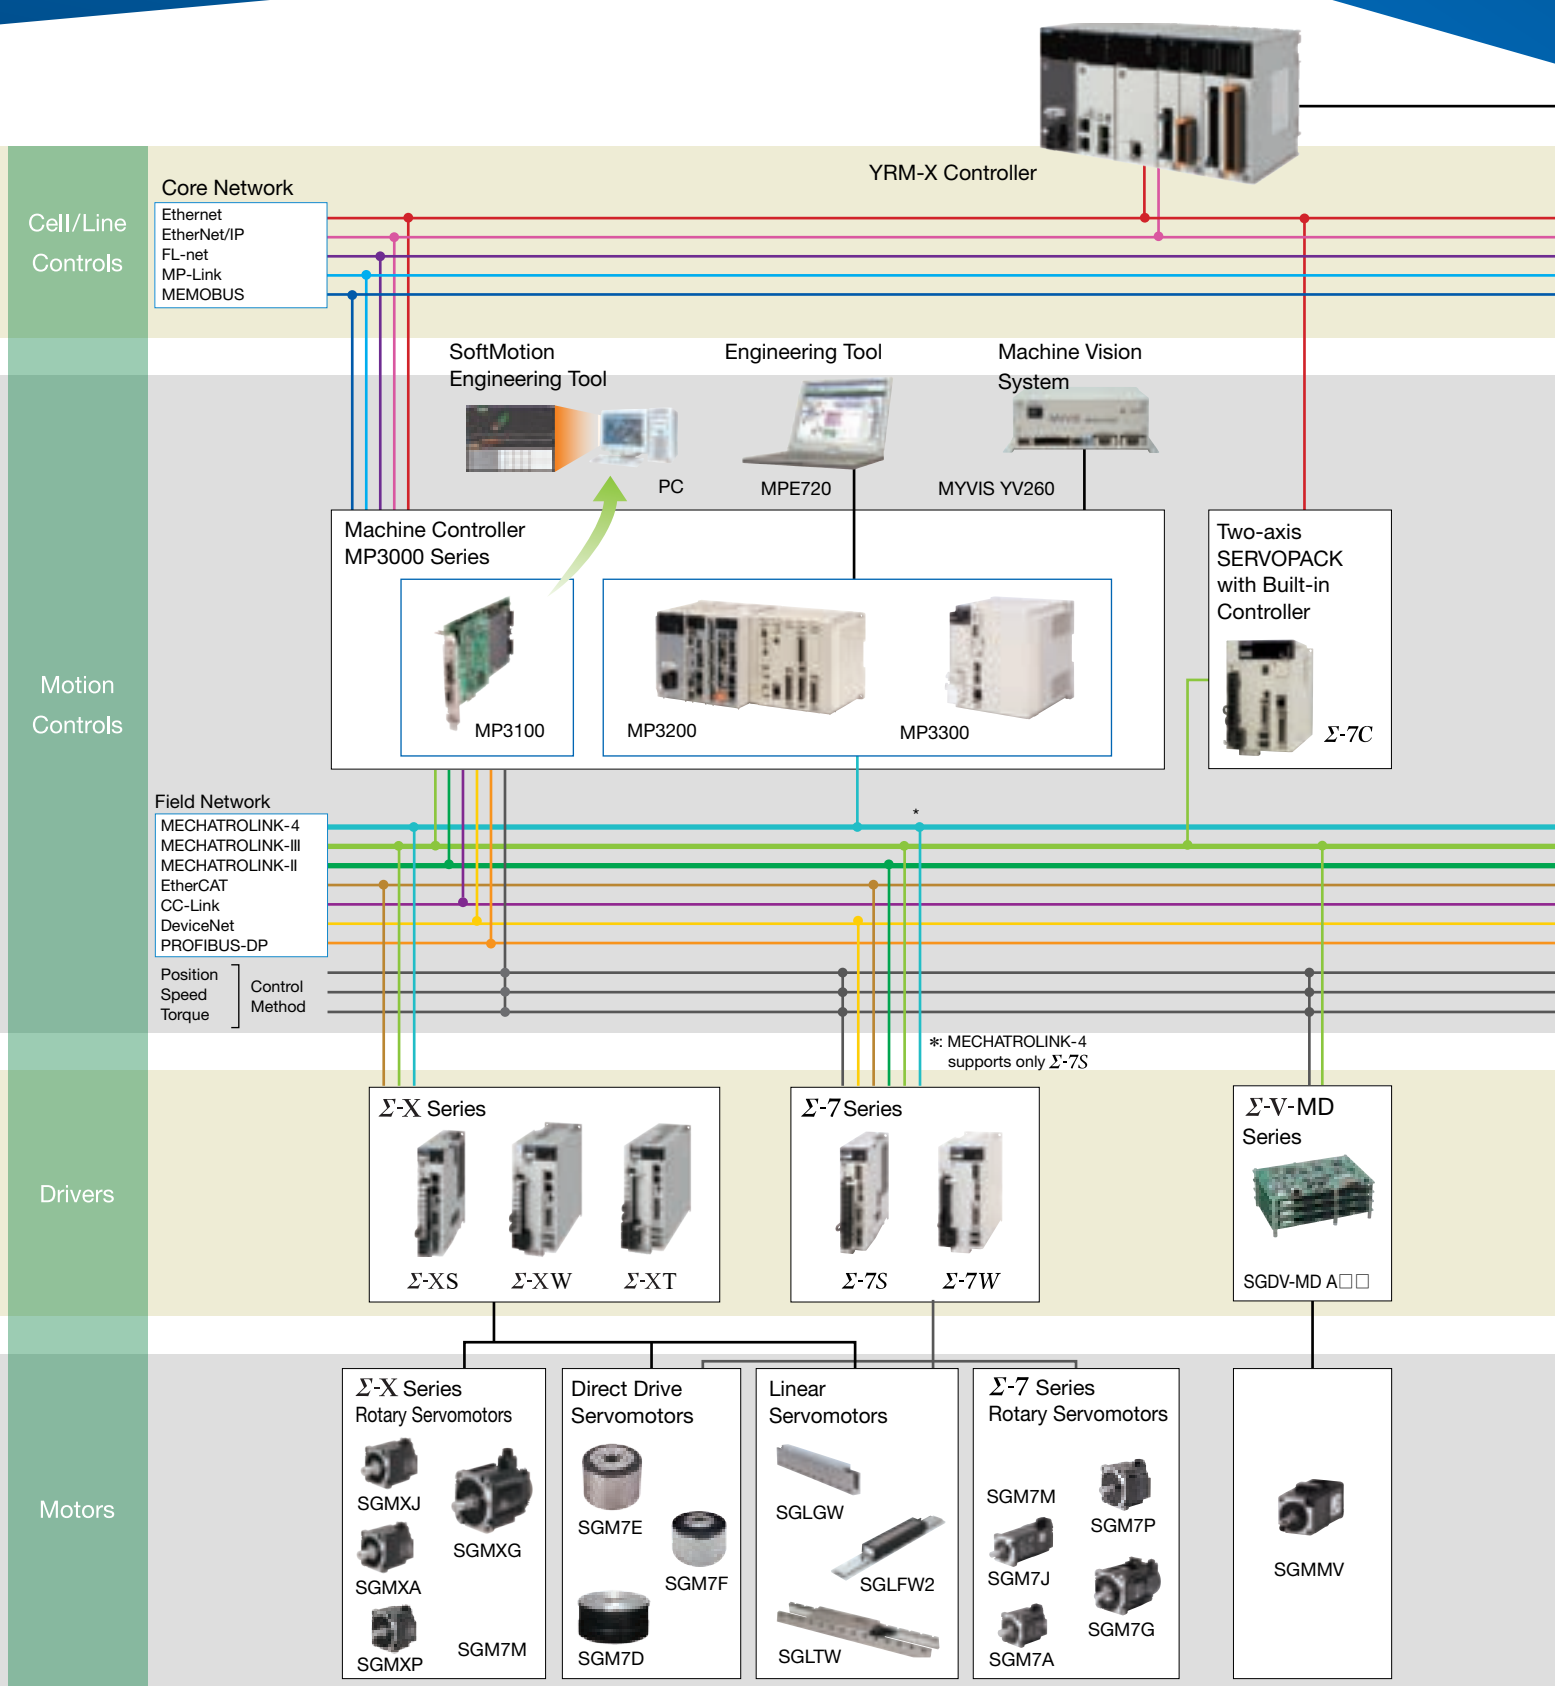 YRM-X Controller
Cell/Line
Controls
Core Network
Ethernet
EtherNet/IP
FL-net
MP-Link
MEMOBUS
SoftMotion
Engineering Tool
PC
Engineering Tool
MPE720
Machine Vision
System
MYVIS YV260
Motion
Controls
Machine Controller
MP3000 Series
MP3100
MP3200
MP3300
Two-axis
SERVOPACK
with Built-in
Controller
Σ-7C
Field Network
MECHATROLINK-4
MECHATROLINK-III
MECHATROLINK-II
EtherCAT
CC-Link
DeviceNet
PROFIBUS-DP
Position
Speed
Torque
Control
Method
*
*: MECHATROLINK-4
supports only Σ-7S
Drivers
Σ-X Series
Σ-XS
Σ-XW
Σ-XT
Σ-7 Series
Σ-7S
Σ-7W
Σ-V-MD
Series
SGDV-MD A□□
Motors
Σ-X Series
Rotary Servomotors
SGMXJ
SGMXG
SGMXA
SGMXP
SGM7M
Direct Drive
Servomotors
SGM7E
SGM7F
SGM7D
Linear
Servomotors
SGLGW
SGLFW2
SGLTW
Σ-7 Series
Rotary Servomotors
SGM7M
SGM7P
SGM7J
SGM7G
SGM7A
SGMMV